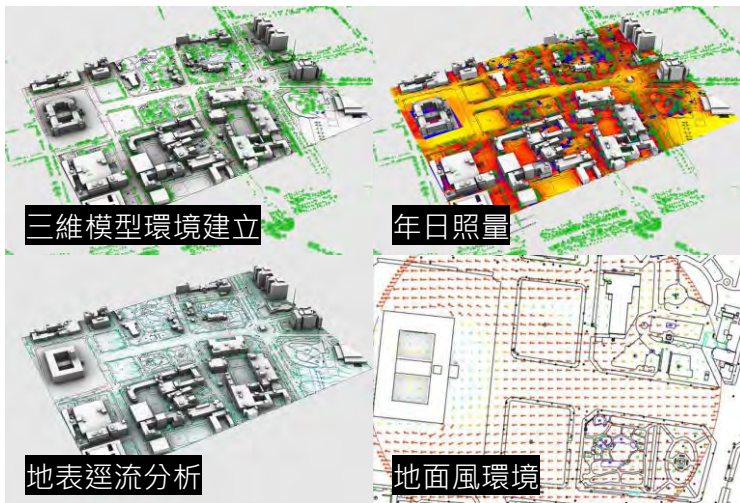 三維模型環境建立
年日照量
地表逕流分析
地面風環境